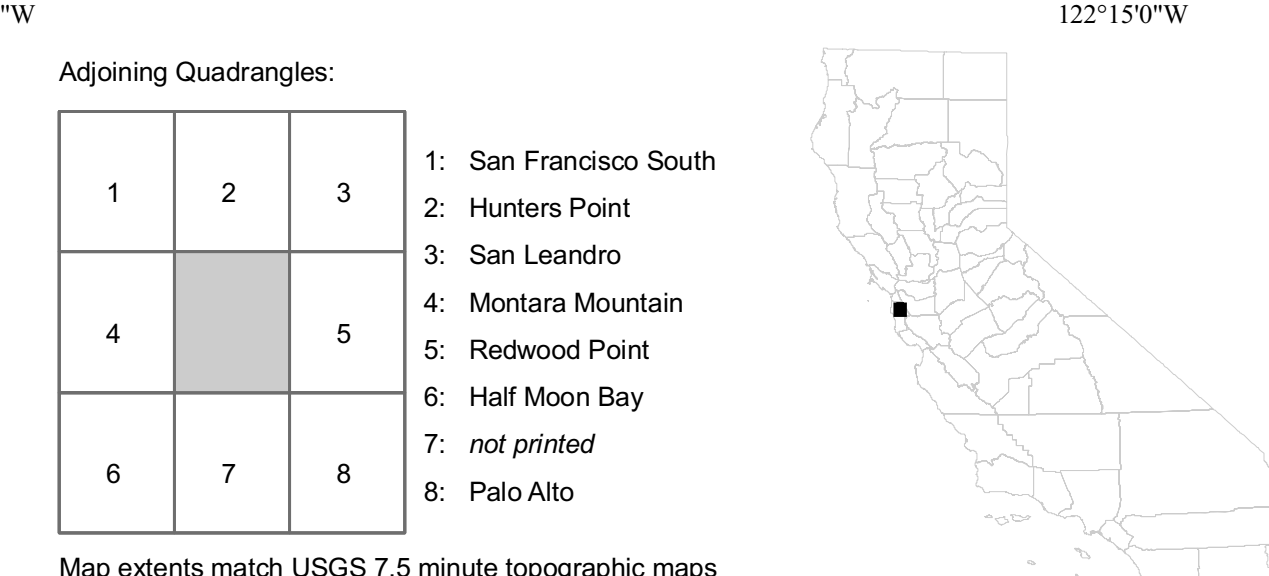 "W 122°15'0"W
Adjoining Quadrangles:
1 2 3
4 5
6 7 8
1: San Francisco South
2: Hunters Point
3: San Leandro
4: Montara Mountain
5: Redwood Point
6: Half Moon Bay
7: not printed
8: Palo Alto
Map extents match USGS 7.5 minute topographic maps